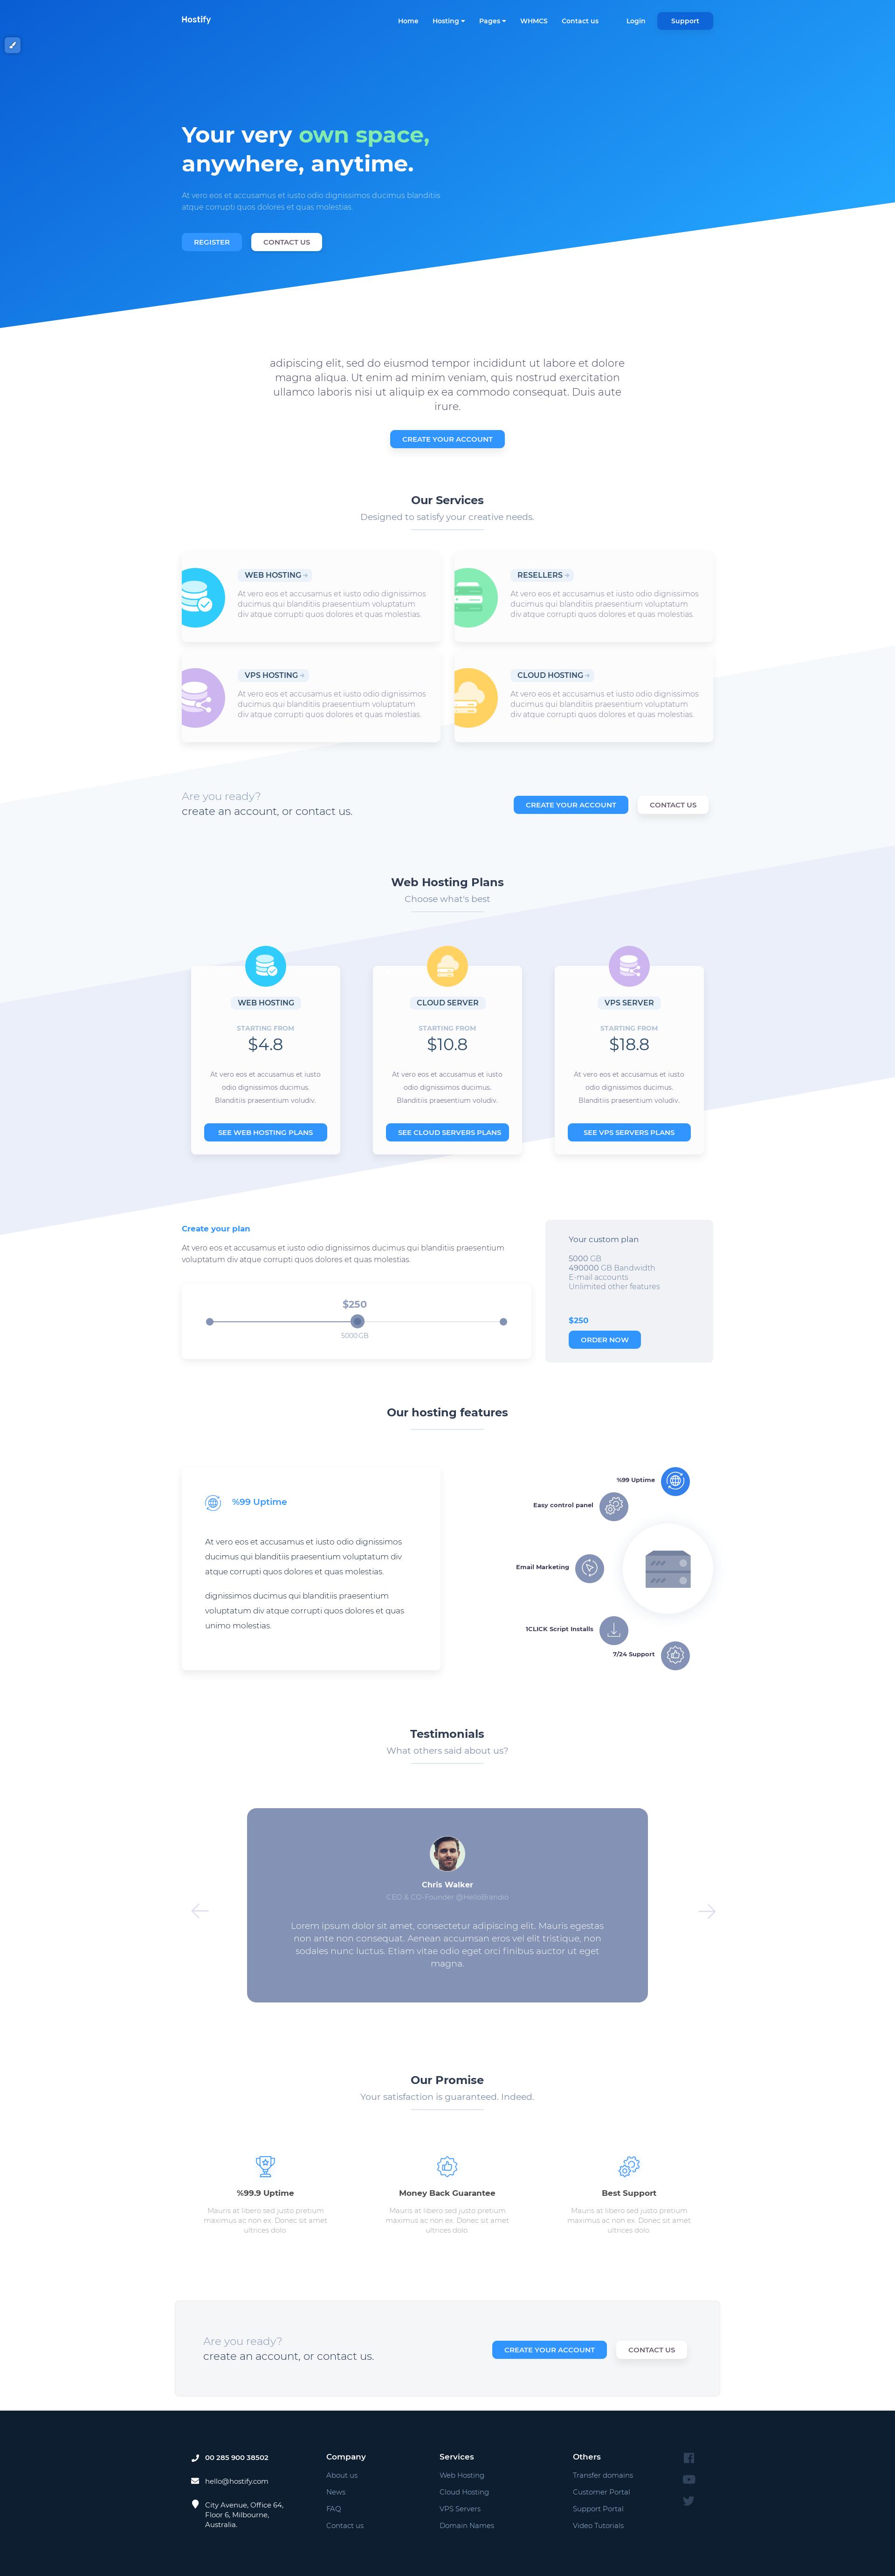 Hostify
Home Hosting Pages WHMCS Contact us Login Support
Your very own space,
anywhere, anytime.
At vero eos et accusamus et iusto odio dignissimos ducimus blanditiis
atque corrupti quos dolores et quas molestias.
REGISTER CONTACT US
adipiscing elit, sed do eiusmod tempor incididunt ut labore et dolore
magna aliqua. Ut enim ad minim veniam, quis nostrud exercitation
ullamco laboris nisi ut aliquip ex ea commodo consequat. Duis aute
irure.
CREATE YOUR ACCOUNT
Our Services
Designed to satisfy your creative needs.
WEB HOSTING
At vero eos et accusamus et iusto odio dignissimos
ducimus qui blanditiis praesentium voluptatum
div atque corrupti quos dolores et quas molestias.
RESELLERS
At vero eos et accusamus et iusto odio dignissimos
ducimus qui blanditiis praesentium voluptatum
div atque corrupti quos dolores et quas molestias.
VPS HOSTING
At vero eos et accusamus et iusto odio dignissimos
ducimus qui blanditiis praesentium voluptatum
div atque corrupti quos dolores et quas molestias.
CLOUD HOSTING
At vero eos et accusamus et iusto odio dignissimos
ducimus qui blanditiis praesentium voluptatum
div atque corrupti quos dolores et quas molestias.
Are you ready?
create an account, or contact us.
CREATE YOUR ACCOUNT CONTACT US
Web Hosting Plans
Choose what's best
WEB HOSTING
STARTING FROM
$4.8
At vero eos et accusamus et iusto
odio dignissimos ducimus.
Blanditiis praesentium voludiv.
SEE WEB HOSTING PLANS
CLOUD SERVER
STARTING FROM
$10.8
At vero eos et accusamus et iusto
odio dignissimos ducimus.
Blanditiis praesentium voludiv.
SEE CLOUD SERVERS PLANS
VPS SERVER
STARTING FROM
$18.8
At vero eos et accusamus et iusto
odio dignissimos ducimus.
Blanditiis praesentium voludiv.
SEE VPS SERVERS PLANS
Create your plan
At vero eos et accusamus et iusto odio dignissimos ducimus qui blanditiis praesentium
voluptatum div atque corrupti quos dolores et quas molestias.
$250
5000GB
Your custom plan
5000 GB
490000 GB Bandwidth
E-mail accounts
Unlimited other features
$250
ORDER NOW
Our hosting features
%99 Uptime
At vero eos et accusamus et iusto odio dignissimos
ducimus qui blanditiis praesentium voluptatum div
atque corrupti quos dolores et quas molestias.
dignissimos ducimus qui blanditiis praesentium
voluptatum div atque corrupti quos dolores et quas
unimo molestias.
%99 Uptime
Easy control panel
Email Marketing
1CLICK Script Installs
7/24 Support
Testimonials
What others said about us?
Chris Walker
CEO & CO-Founder @HelloBrandio
Lorem ipsum dolor sit amet, consectetur adipiscing elit. Mauris egestas
non ante non consequat. Aenean accumsan eros vel elit tristique, non
sodales nunc luctus. Etiam vitae odio eget orci finibus auctor ut eget
magna.
Our Promise
Your satisfaction is guaranteed. Indeed.
%99.9 Uptime
Mauris at libero sed justo pretium
maximus ac non ex. Donec sit amet
ultrices dolo.
Money Back Guarantee
Mauris at libero sed justo pretium
maximus ac non ex. Donec sit amet
ultrices dolo.
Best Support
Mauris at libero sed justo pretium
maximus ac non ex. Donec sit amet
ultrices dolo.
Are you ready?
create an account, or contact us.
CREATE YOUR ACCOUNT CONTACT US
00 285 900 38502
hello@hostify.com
City Avenue, Office 64,
Floor 6, Milbourne,
Australia.
Company
About us
News
FAQ
Contact us
Services
Web Hosting
Cloud Hosting
VPS Servers
Domain Names
Others
Transfer domains
Customer Portal
Support Portal
Video Tutorials